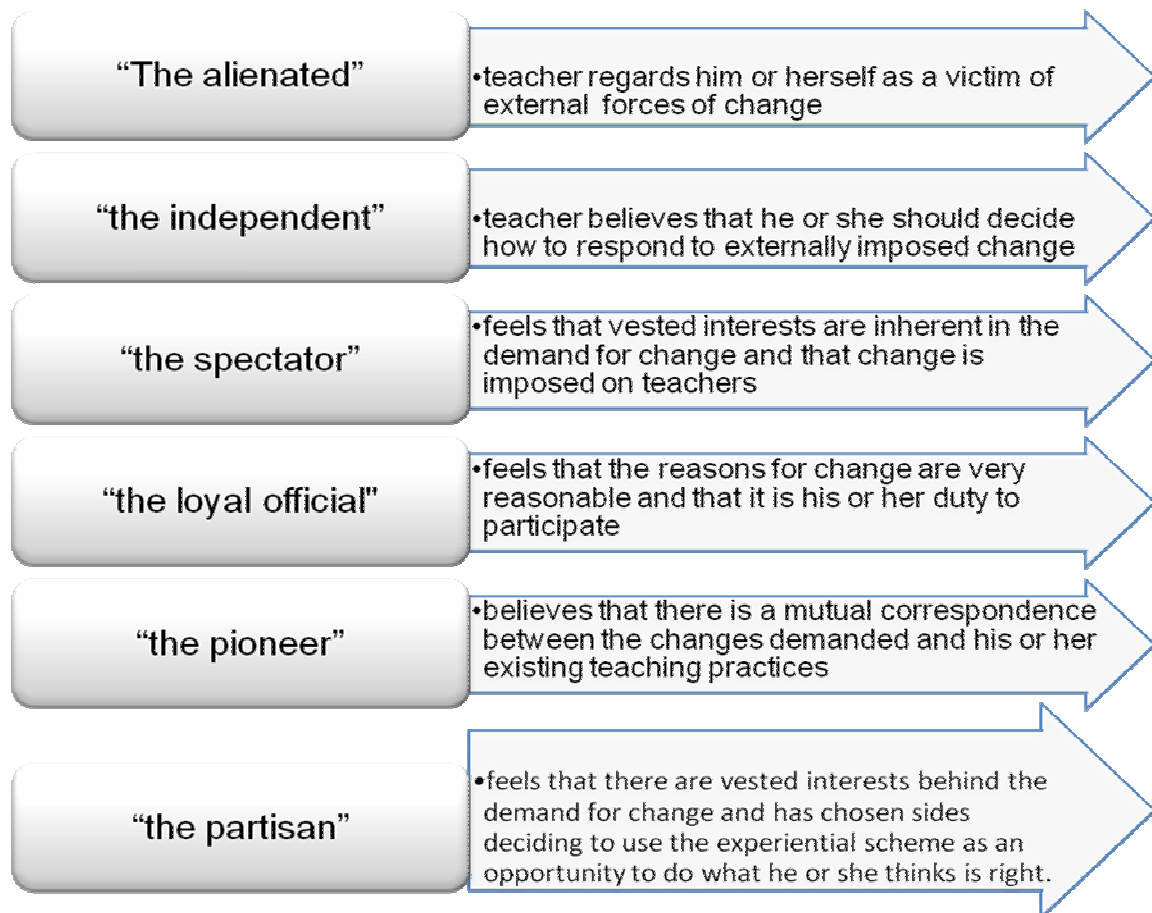 “The alienated”
•teacher regards him or herself as a victim of
external forces of change
“the independent”
•teacher believes that he or she should decide
how to respond to externally imposed change
“the spectator”
•feels that vested interests are inherent in the
demand for change and that change is
imposed on teachers
“the loyal official”
•feels that the reasons for change are very
reasonable and that it is his or her duty to
participate
“the pioneer”
•believes that there is a mutual correspondence
between the changes demanded and his or her
existing teaching practices
“the partisan”
•feels that there are vested interests behind the
demand for change and has chosen sides
deciding to use the experiential scheme as an
opportunity to do what he or she thinks is right.